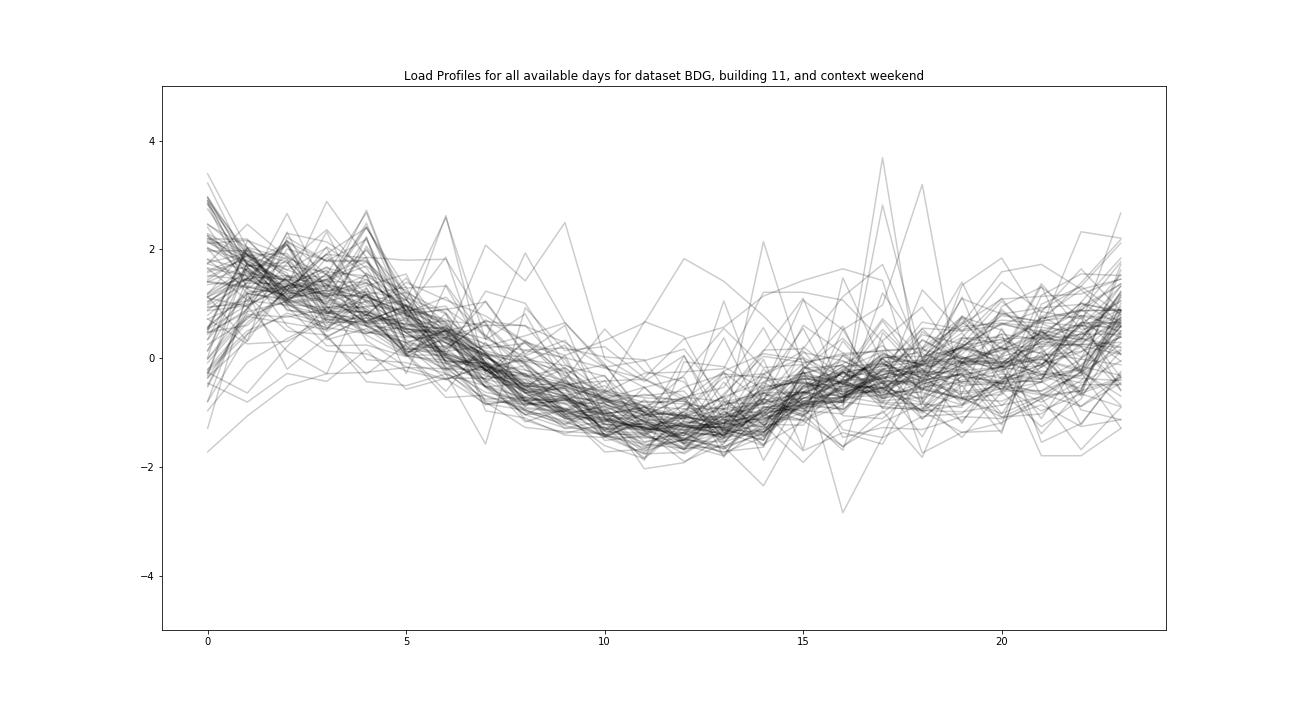 Load Profiles for all available days for dataset BDG, building 11, and context weekend
4
2
0
−2
−4
0 5 10 15 20